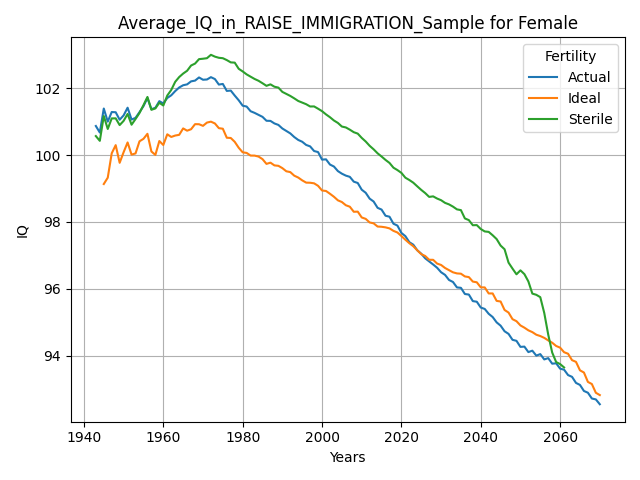 Average_IQ_in_RAISE_IMMIGRATION_Sample for Female
Fertility
Actual
Ideal
Sterile
IQ
102
100
98
96
94
1940
1960
1980
2000
2020
2040
2060
Years